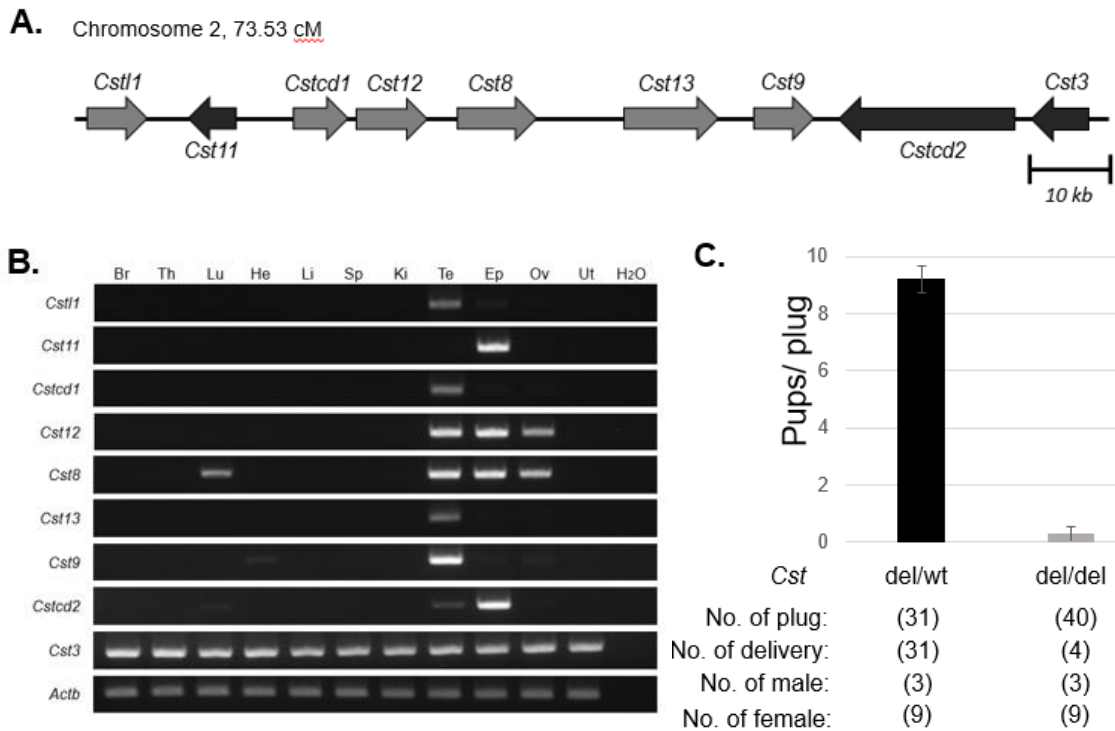 A. Chromosome 2, 73.53 cM
Cstl1 Cstcd1 Cst12 Cst8 Cst13 Cst9 Cst3
Cst11 Cstcd2
10 kb
B.
Br Th Lu He Li Sp Ki Te Ep Ov Ut H2O
Cstl1
Cst11
Cstcd1
Cst12
Cst8
Cst13
Cst9
Cstcd2
Cst3
Actb
C.
Pups/ plug
10
8
6
4
2
0
Cst del/wt del/del
No. of plug: (31) (40)
No. of delivery: (31) (4)
No. of male: (3) (3)
No. of female: (9) (9)